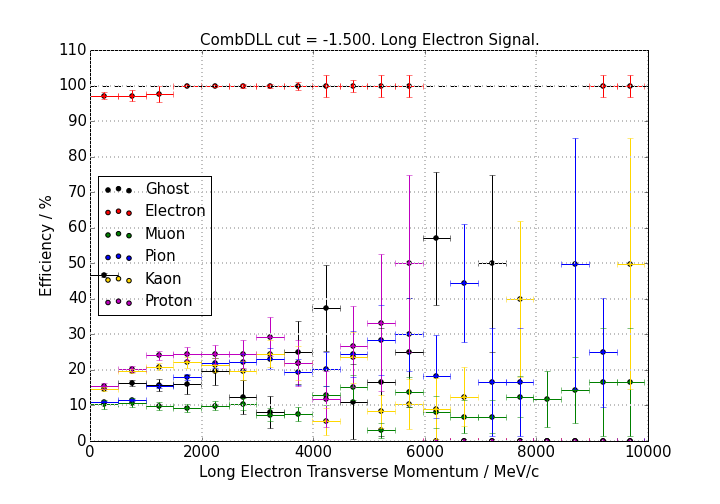 CombDLL cut = -1.500. Long Electron Signal.
110
100
90
80
70
60
50
40
30
20
10
0
Efficiency / %
Ghost
Electron
Muon
Pion
Kaon
Proton
0 2000 4000 6000 8000 10000
Long Electron Transverse Momentum / MeV/c